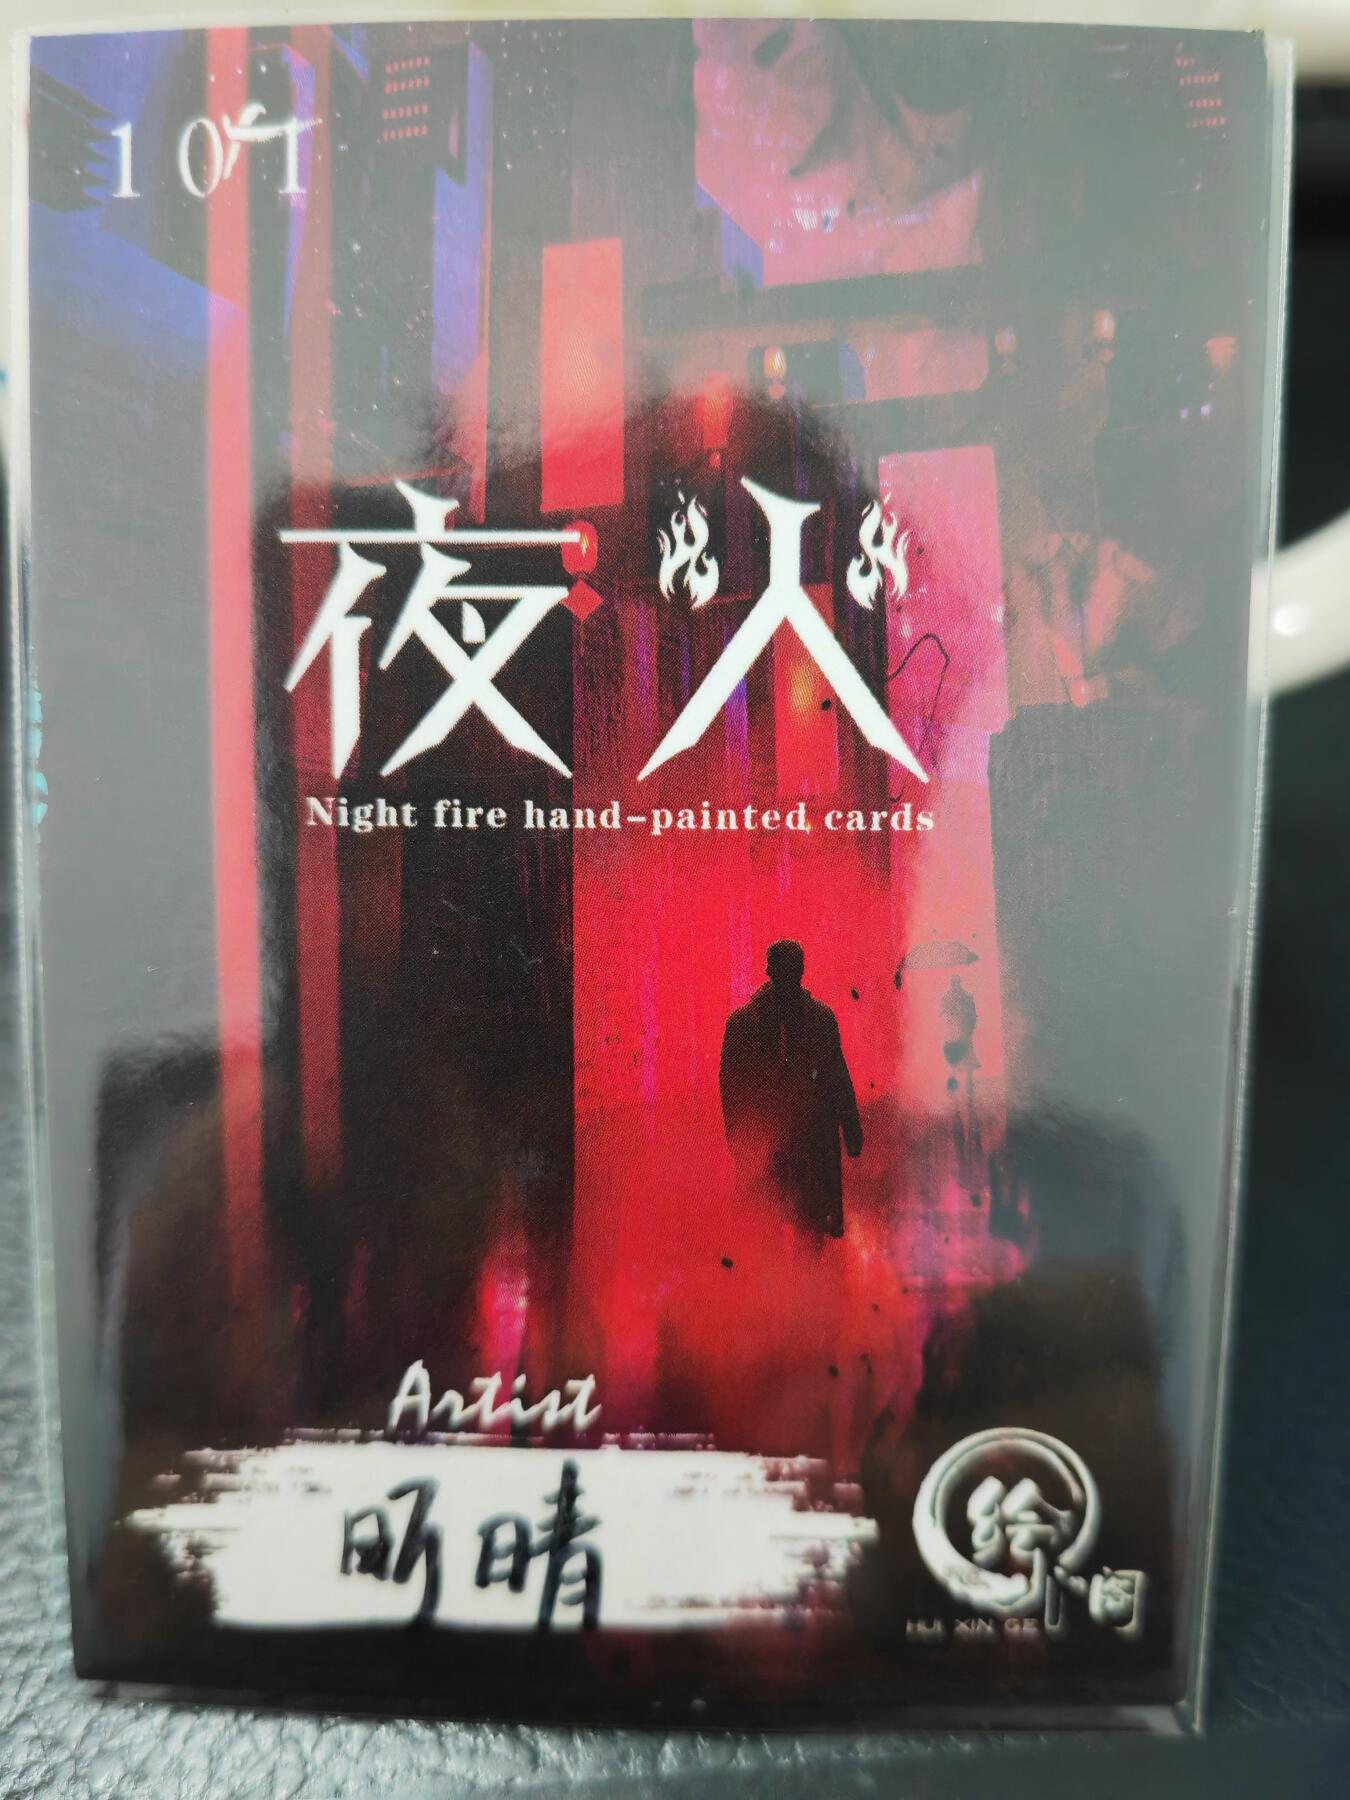 1 OF 1
夜火
Night fire hand-painted cards
Artist
昕晴
绘心阁
HUI XIN GE